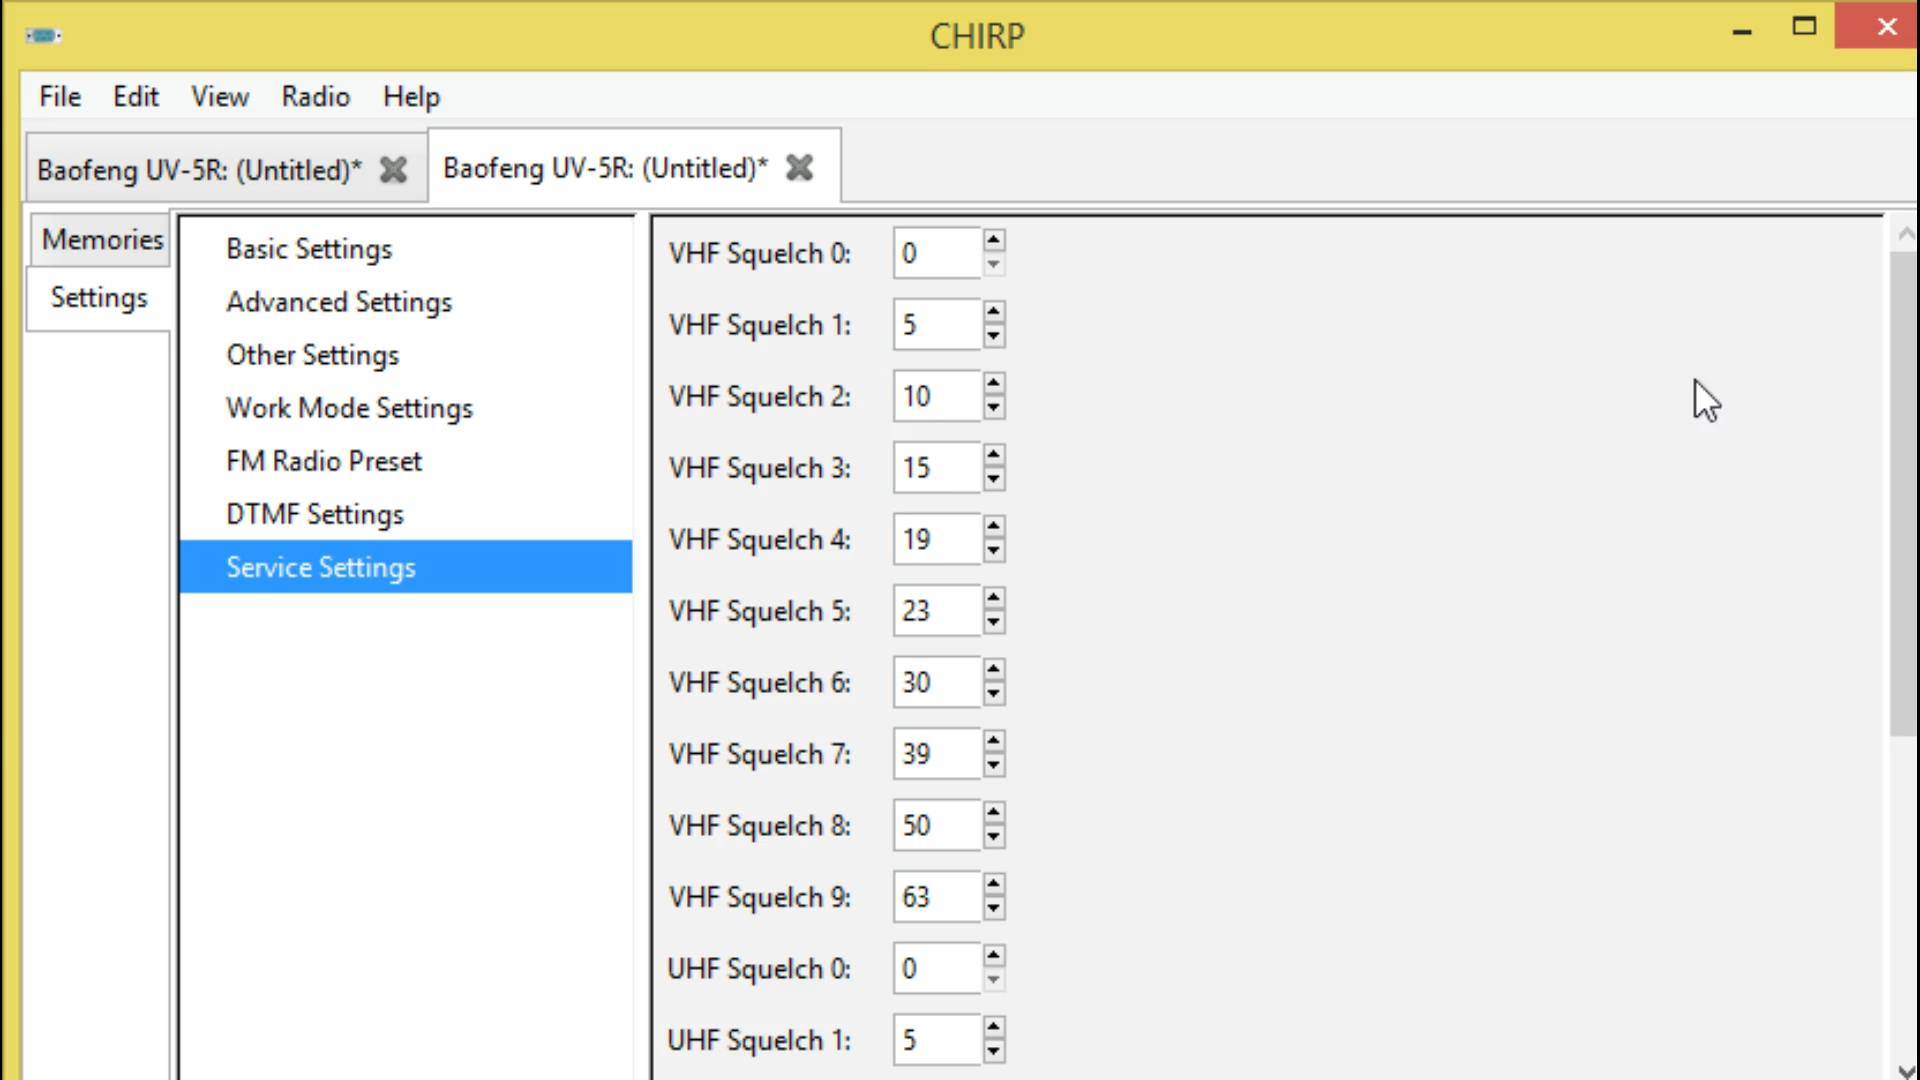 CHIRP
File Edit View Radio Help
Baofeng UV-5R: (Untitled)* Baofeng UV-5R: (Untitled)*
Memories
Settings
Basic Settings
Advanced Settings
Other Settings
Work Mode Settings
FM Radio Preset
DTMF Settings
Service Settings
VHF Squelch 0: 0
VHF Squelch 1: 5
VHF Squelch 2: 10
VHF Squelch 3: 15
VHF Squelch 4: 19
VHF Squelch 5: 23
VHF Squelch 6: 30
VHF Squelch 7: 39
VHF Squelch 8: 50
VHF Squelch 9: 63
UHF Squelch 0: 0
UHF Squelch 1: 5